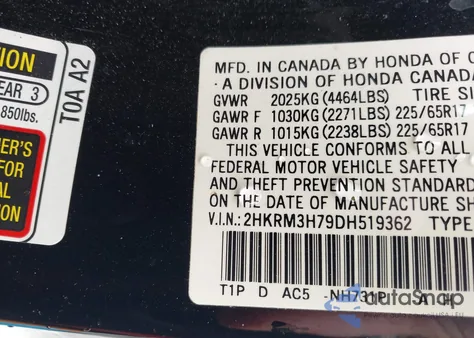 ION
EAR 3
850lbs.
ER'S
FOR
AL
ION
TOA A2
MFD. IN CANADA BY HONDA OF C
· A DIVISION OF HONDA CANADA
GVWR 2025KG(4464LBS) TIRE SI
GAWR F 1030KG(2271LBS) 225/65R17
GAWR R 1015KG(2238LBS) 225/65R17
THIS VEHICLE CONFORMS TO ALL
FEDERAL MOTOR VEHICLE SAFETY
AND THEFT PREVENTION STANDARD
ON THE DATE OF MANUFACTURE SH
V.I.N.: 2HKRM3H79DH519362 TYPE
T1P D AC5 -NH731P A H
autoSnap